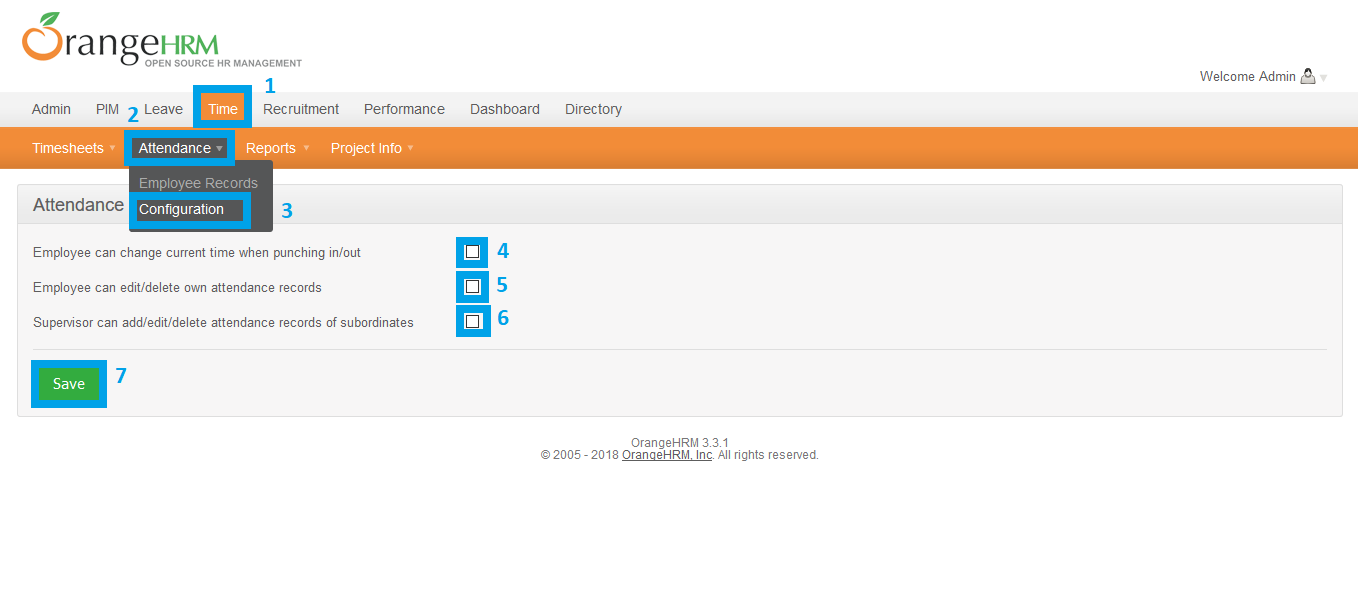 OrangeHRM
OPEN SOURCE HR MANAGEMENT
Welcome Admin
1
Admin PIM Leave Time Recruitment Performance Dashboard Directory
2
Timesheets Attendance Reports Project Info
Employee Records
Attendance
Configuration 3
Employee can change current time when punching in/out 4
Employee can edit/delete own attendance records 5
Supervisor can add/edit/delete attendance records of subordinates 6
Save 7
OrangeHRM 3.3.1
© 2005 - 2018 OrangeHRM, Inc. All rights reserved.